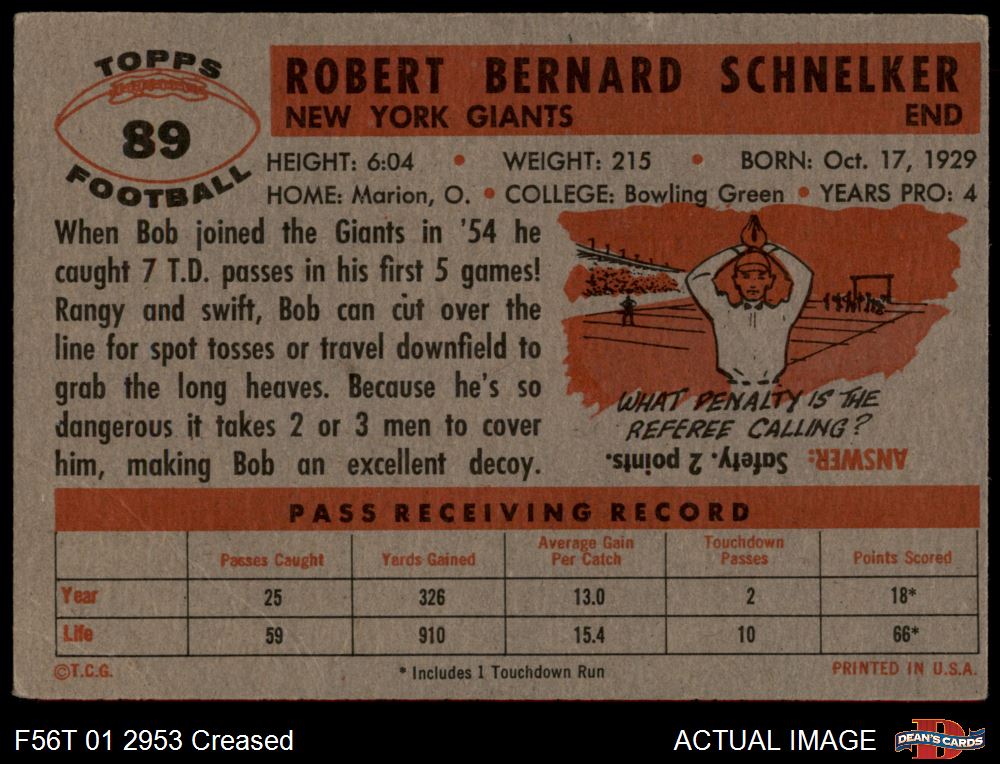 TOPPS
89
FOOTBALL
ROBERT BERNARD SCHNELKER
NEW YORK GIANTS END
HEIGHT: 6:04 • WEIGHT: 215 • BORN: Oct. 17, 1929
HOME: Marion, O. • COLLEGE: Bowling Green • YEARS PRO: 4
When Bob joined the Giants in '54 he
caught 7 T.D. passes in his first 5 games!
Rangy and swift, Bob can cut over the
line for spot tosses or travel downfield to
grab the long heaves. Because he's so
dangerous it takes 2 or 3 men to cover
him, making Bob an excellent decoy.
WHAT PENALTY IS THE
REFEREE CALLING?
ANSWER: Safety. 2 points.
PASS RECEIVING RECORD
Passes Caught Yards Gained Average Gain Per Catch Touchdown Passes Points Scored
Year 25 326 13.0 2 18*
Life 59 910 15.4 10 66*
©T.C.G. * Includes 1 Touchdown Run PRINTED IN U.S.A.
F56T 01 2953 Creased ACTUAL IMAGE DEAN'S CARDS